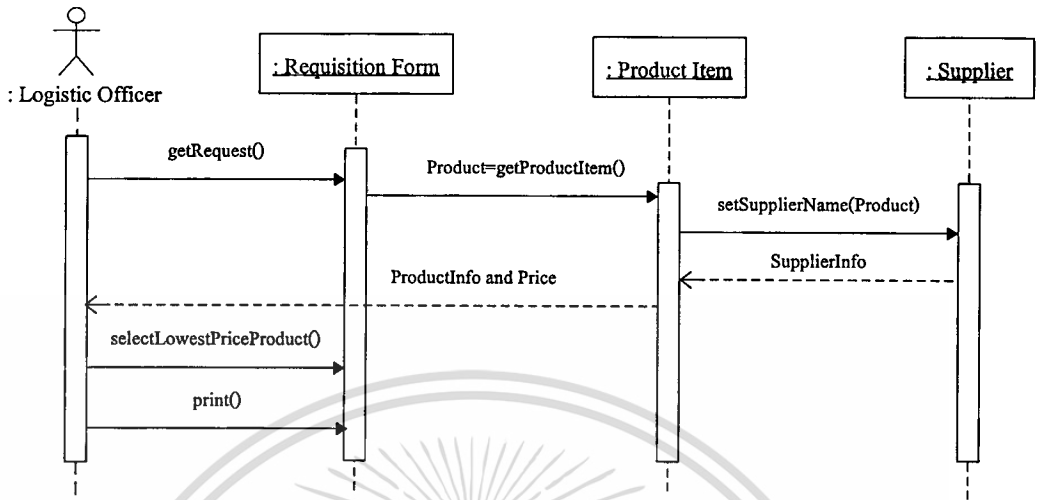 : Logistic Officer
: Requisition Form
: Product Item
: Supplier
getRequest()
Product=getProductItem()
setSupplierName(Product)
SupplierInfo
ProductInfo and Price
selectLowestPriceProduct()
print()